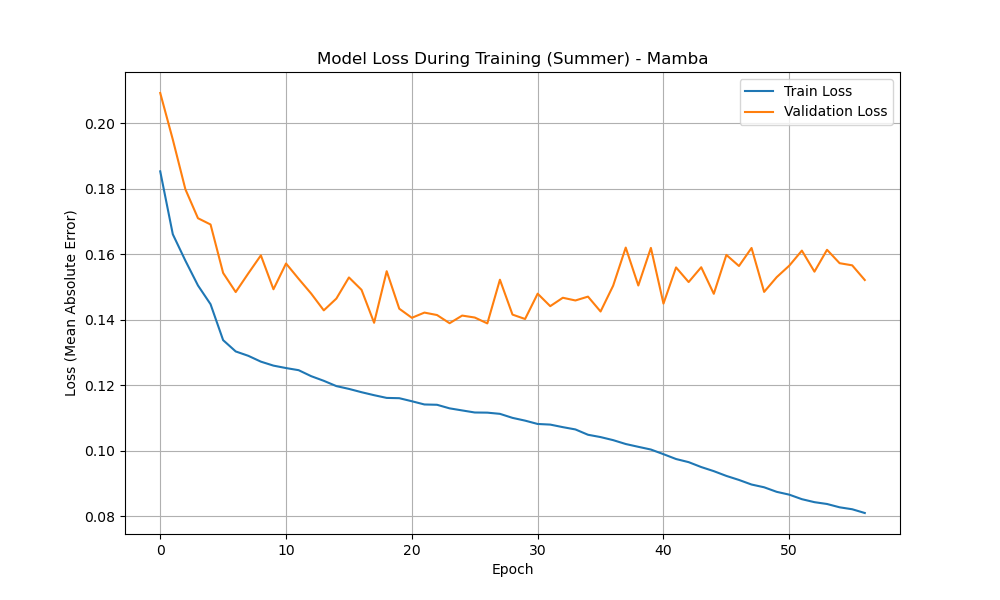 Model Loss During Training (Summer) - Mamba
Train Loss
Validation Loss
Loss (Mean Absolute Error)
0.20
0.18
0.16
0.14
0.12
0.10
0.08
0
10
20
30
40
50
Epoch